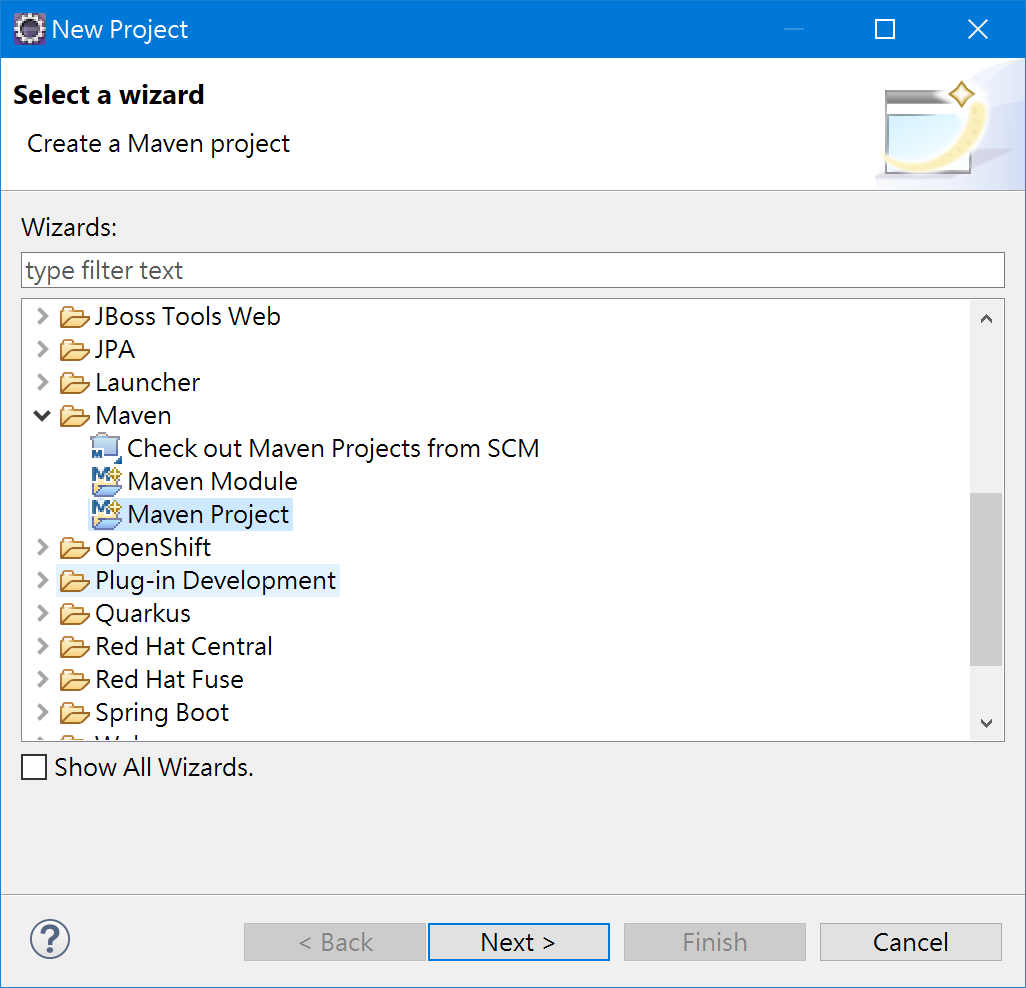 New Project
Select a wizard
Create a Maven project
Wizards:
type filter text
JBoss Tools Web
JPA
Launcher
Maven
Check out Maven Projects from SCM
Maven Module
Maven Project
OpenShift
Plug-in Development
Quarkus
Red Hat Central
Red Hat Fuse
Spring Boot
Show All Wizards.
< Back
Next >
Finish
Cancel